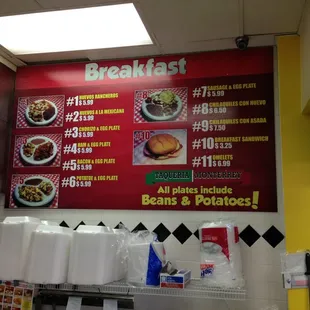 Breakfast
#1 HUEVOS RANCHEROS
$ 5.99
#2 HUEVOS A LA MEXICANA
$ 5.99
#3 CHORIZO & EGG PLATE
$ 5.99
#4 HAM & EGG PLATE
$ 5.99
#5 BACON & EGG PLATE
$ 5.99
#6 POTATOE & EGG PLATE
$ 5.99
#7 SAUSAGE & EGG PLATE
$ 5.99
#8 CHILAQUILES CON HUEVO
$ 6.99
#9 CHILAQUILES CON ASADA
$ 7.50
#10 BREAKFAST SANDWICH
$ 3.25
#11 OMELETS
$ 6.99
#10
TAQUERIA MONTERREY
All plates include
Beans & Potatoes!